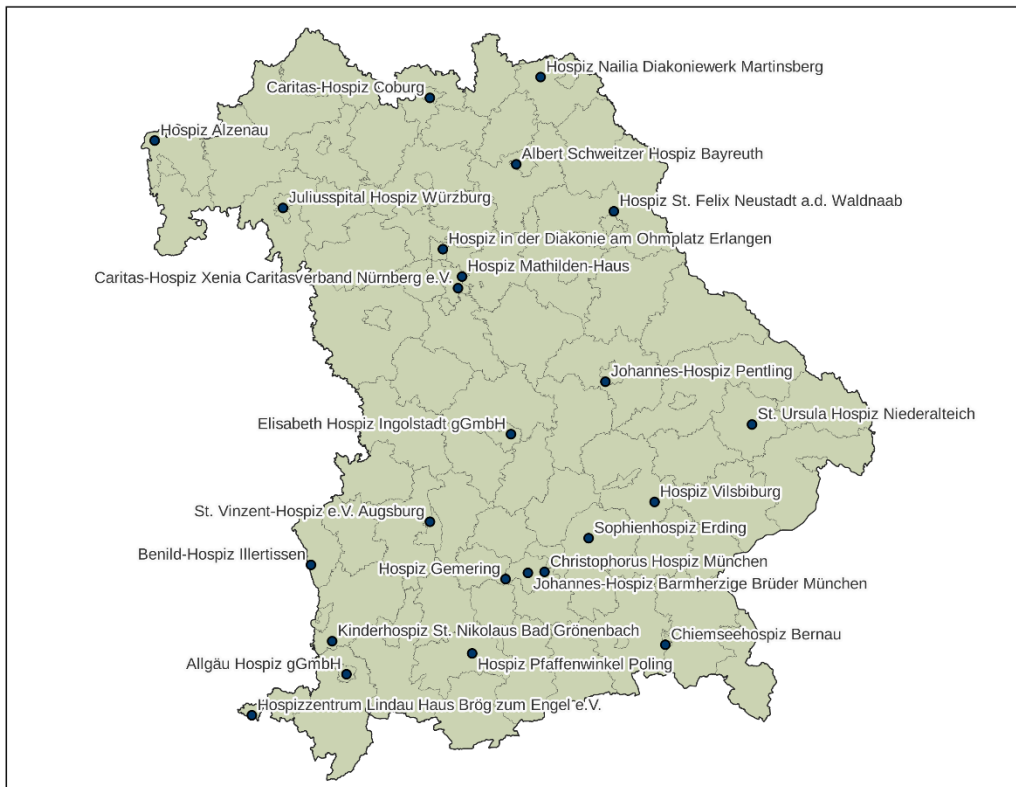 Hospiz Nailia Diakoniewerk Martinsberg
Caritas-Hospiz Coburg
Hospiz Alzenau
Albert Schweitzer Hospiz Bayreuth
Juliusspital Hospiz Würzburg
Hospiz St. Felix Neustadt a.d. Waldnaab
Hospiz in der Diakonie am Ohmplatz Erlangen
Hospiz Mathilden-Haus
Caritas-Hospiz Xenia Caritasverband Nürnberg e.V.
Johannes-Hospiz Pentling
St. Ursula Hospiz Niederalteich
Elisabeth Hospiz Ingolstadt gGmbH
Hospiz Vilsbiburg
St. Vinzent-Hospiz e.V. Augsburg
Sophienhospiz Erding
Benild-Hospiz Illertissen
Christophorus Hospiz München
Hospiz Gemering
Johannes-Hospiz Barmherzige Brüder München
Kinderhospiz St. Nikolaus Bad Grönenbach
Chiemseehospiz Bernau
Allgäu Hospiz gGmbH
Hospiz Pfaffenwinkel Poling
Hospizzentrum Lindau Haus Brög zum Engel e.V.